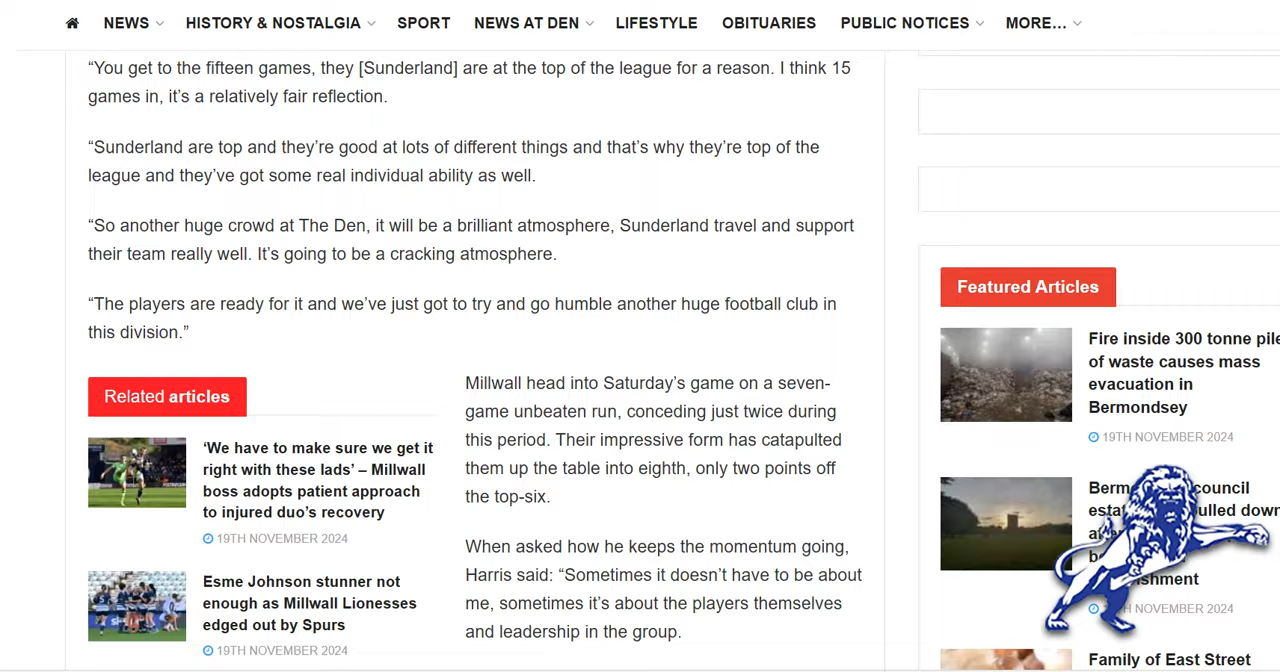 NEWS HISTORY & NOSTALGIA SPORT NEWS AT DEN LIFESTYLE OBITUARIES PUBLIC NOTICES MORE...
“You get to the fifteen games, they [Sunderland] are at the top of the league for a reason. I think 15
games in, it’s a relatively fair reflection.
“Sunderland are top and they’re good at lots of different things and that’s why they’re top of the
league and they’ve got some real individual ability as well.
“So another huge crowd at The Den, it will be a brilliant atmosphere, Sunderland travel and support
their team really well. It’s going to be a cracking atmosphere.
“The players are ready for it and we’ve just got to try and go humble another huge football club in
this division.”
Related articles
‘We have to make sure we get it
right with these lads’ – Millwall
boss adopts patient approach
to injured duo’s recovery
19TH NOVEMBER 2024
Esme Johnson stunner not
enough as Millwall Lionesses
edged out by Spurs
19TH NOVEMBER 2024
Millwall head into Saturday’s game on a seven-
game unbeaten run, conceding just twice during
this period. Their impressive form has catapulted
them up the table into eighth, only two points off
the top-six.
When asked how he keeps the momentum going,
Harris said: “Sometimes it doesn’t have to be about
me, sometimes it’s about the players themselves
and leadership in the group.
Featured Articles
Fire inside 300 tonne pile
of waste causes mass
evacuation in
Bermondsey
19TH NOVEMBER 2024
council
down
NOVEMBER 2024
Family of East Street